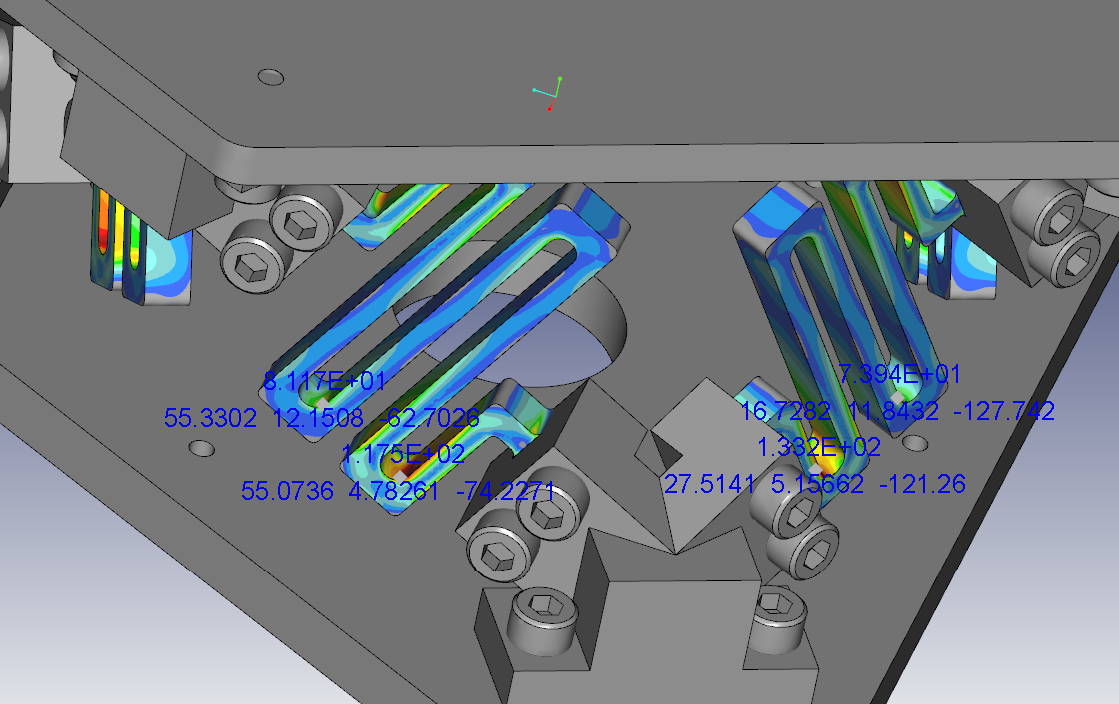 8.117E+01
55.3302 12.1508 -62.7026
1.175E+02
55.0736 4.78261 -74.2271
7.394E+01
16.7282 11.8432 -127.742
1.332E+02
27.5141 5.15662 -121.26